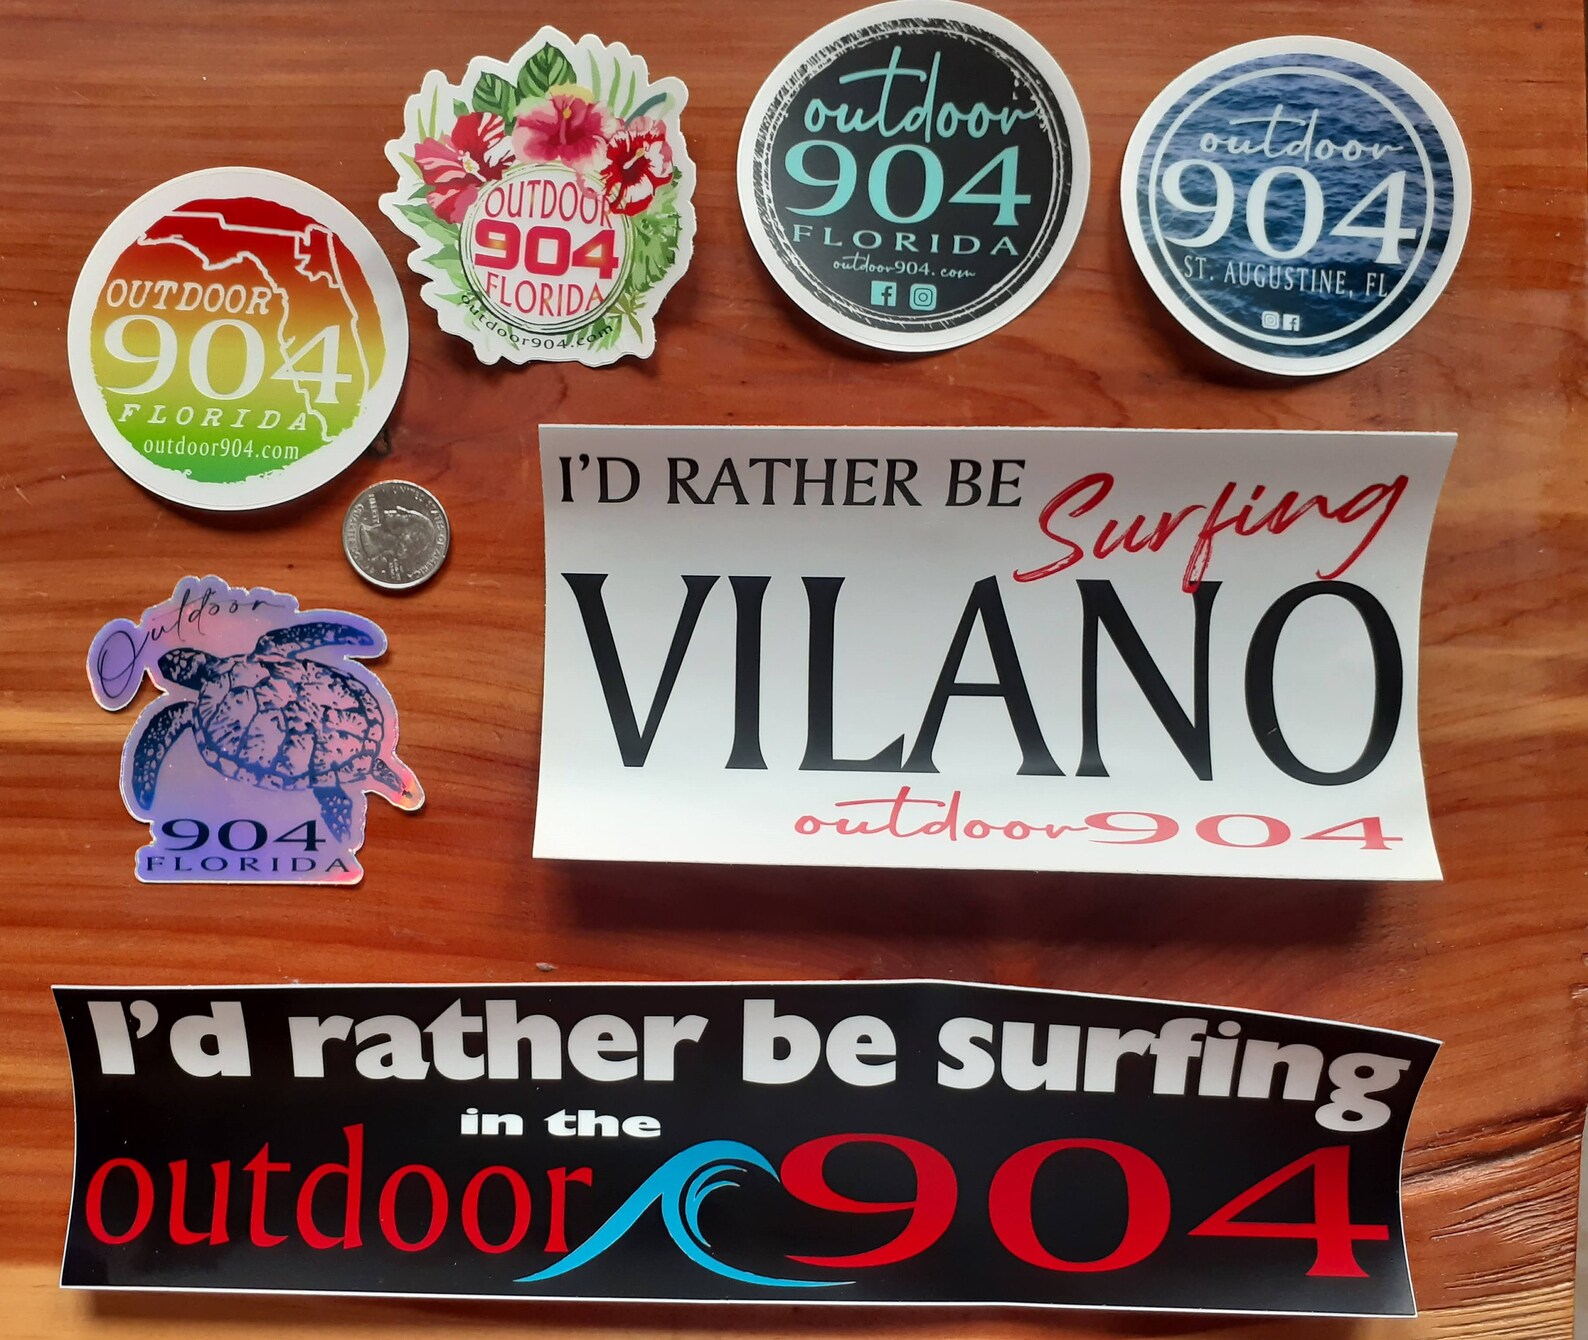 OUTDOOR
904
FLORIDA
outdoor904.com
OUTDOOR
904
FLORIDA
outdoor904.com
outdoor
904
FLORIDA
outdoor904.com
outdoor
904
ST. AUGUSTINE, FL
Outdoor
904
FLORIDA
I'D RATHER BE Surfing
VILANO
outdoor904
I'd rather be surfing
in the
outdoor 904